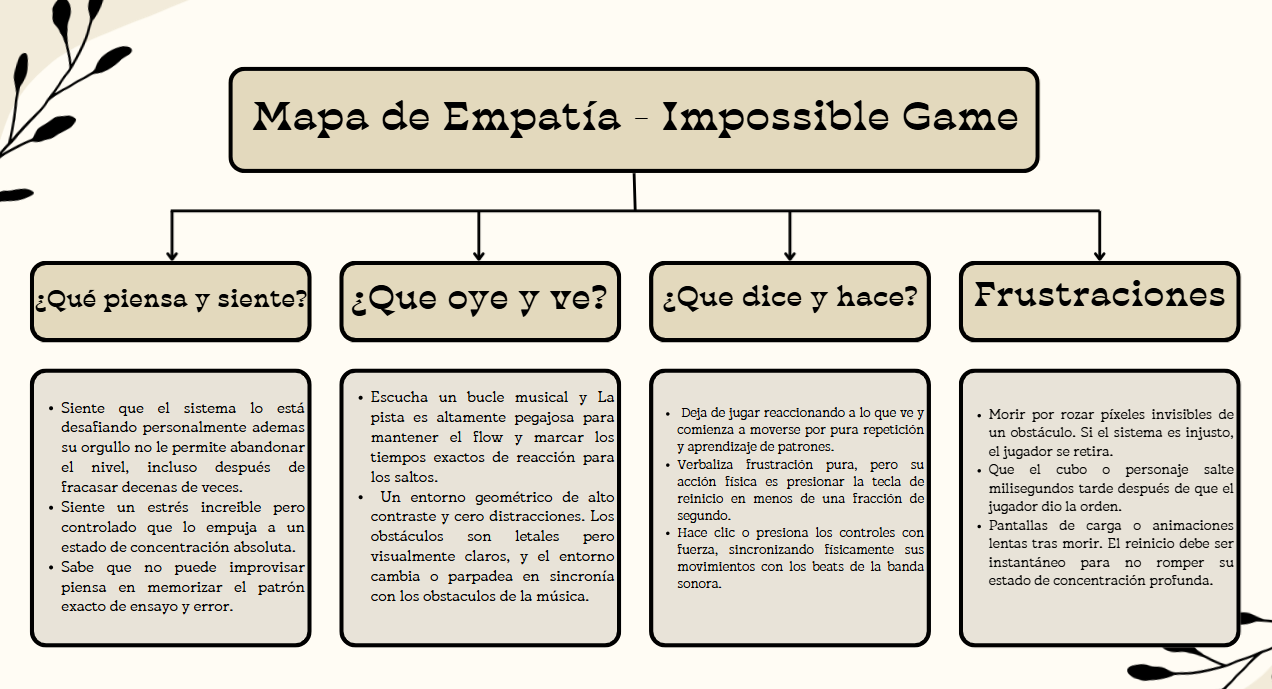 Mapa de Empatía - Impossible Game
¿Qué piensa y siente?
• Siente que el sistema lo está
desafiando personalmente ademas
su orgullo no le permite abandonar
el nivel, incluso después de
fracasar decenas de veces.
• Siente un estrés increible pero
controlado que lo empuja a un
estado de concentración absoluta.
• Sabe que no puede improvisar
piensa en memorizar el patrón
exacto de ensayo y error.
¿Que oye y ve?
• Escucha un bucle musical y La
pista es altamente pegajosa para
mantener el flow y marcar los
tiempos exactos de reacción para
los saltos.
• Un entorno geométrico de alto
contraste y cero distracciones. Los
obstáculos son letales pero
visualmente claros, y el entorno
cambia o parpadea en sincronía
con los obstaculos de la música.
¿Que dice y hace?
• Deja de jugar reaccionando a lo que ve y
comienza a moverse por pura repetición
y aprendizaje de patrones.
• Verbaliza frustración pura, pero su
acción física es presionar la tecla de
reinicio en menos de una fracción de
segundo.
• Hace clic o presiona los controles con
fuerza, sincronizando físicamente sus
movimientos con los beats de la banda
sonora.
Frustraciones
• Morir por rozar píxeles invisibles de
un obstáculo. Si el sistema es injusto,
el jugador se retira.
• Que el cubo o personaje salte
milisegundos tarde después de que el
jugador dio la orden.
• Pantallas de carga o animaciones
lentas tras morir. El reinicio debe ser
instantáneo para no romper su
estado de concentración profunda.